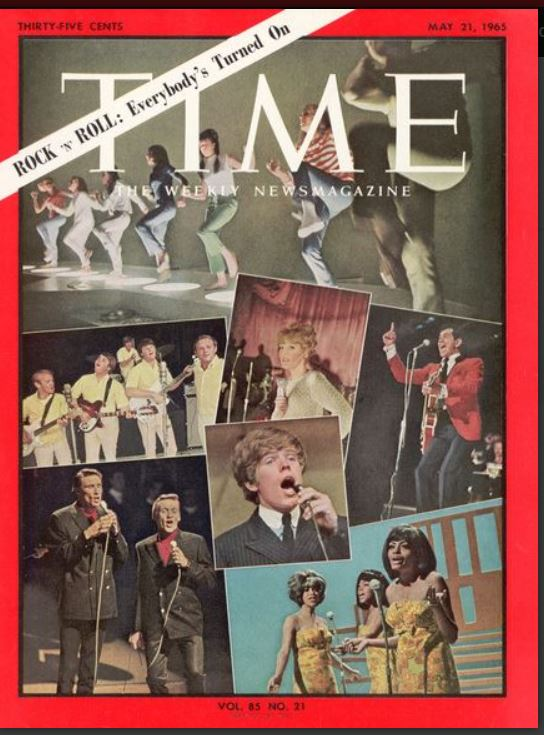 THIRTY-FIVE CENTS
MAY 21, 1965
ROCK 'N' ROLL: Everybody's Turned On
TIME
THE WEEKLY NEWSMAGAZINE
VOL. 85 NO. 21